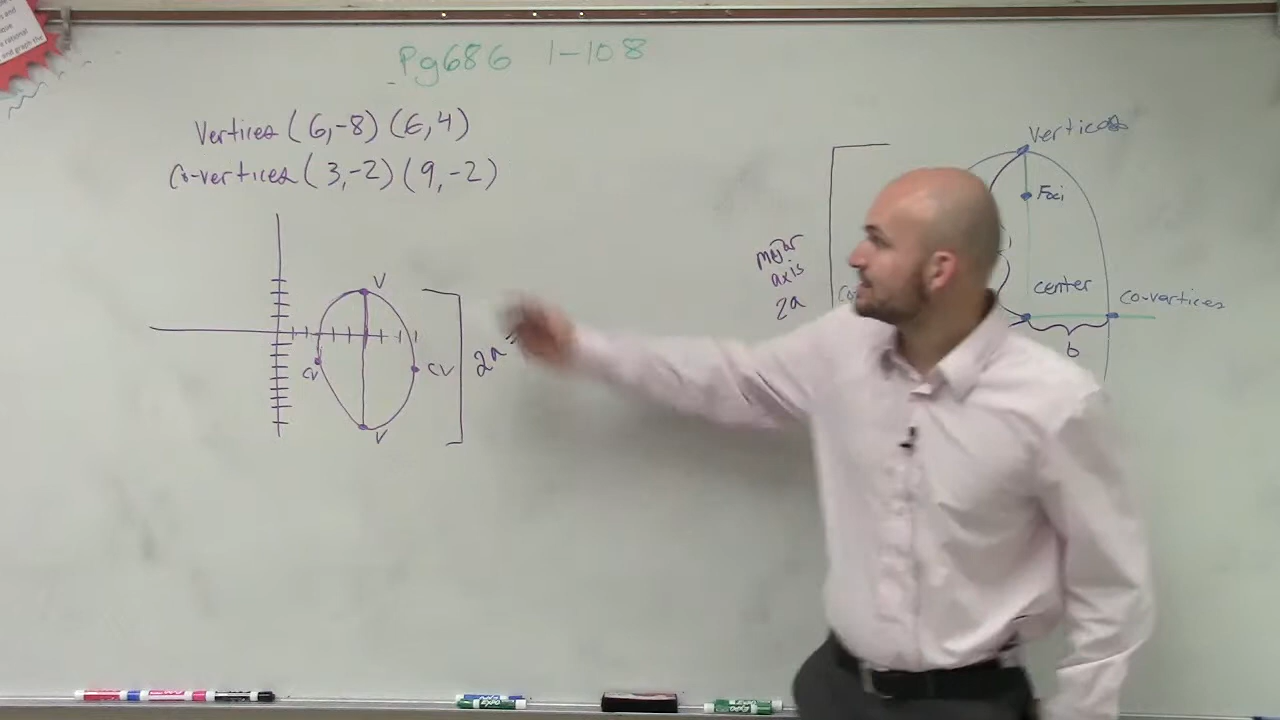 Pg686 1-108
Vertices (6,-8) (6,4)
Co-vertices (3,-2) (9,-2)
V
CV
CV
V
2a =
Vertices
Foci
major
axis
2a
center
Co-vertices
b